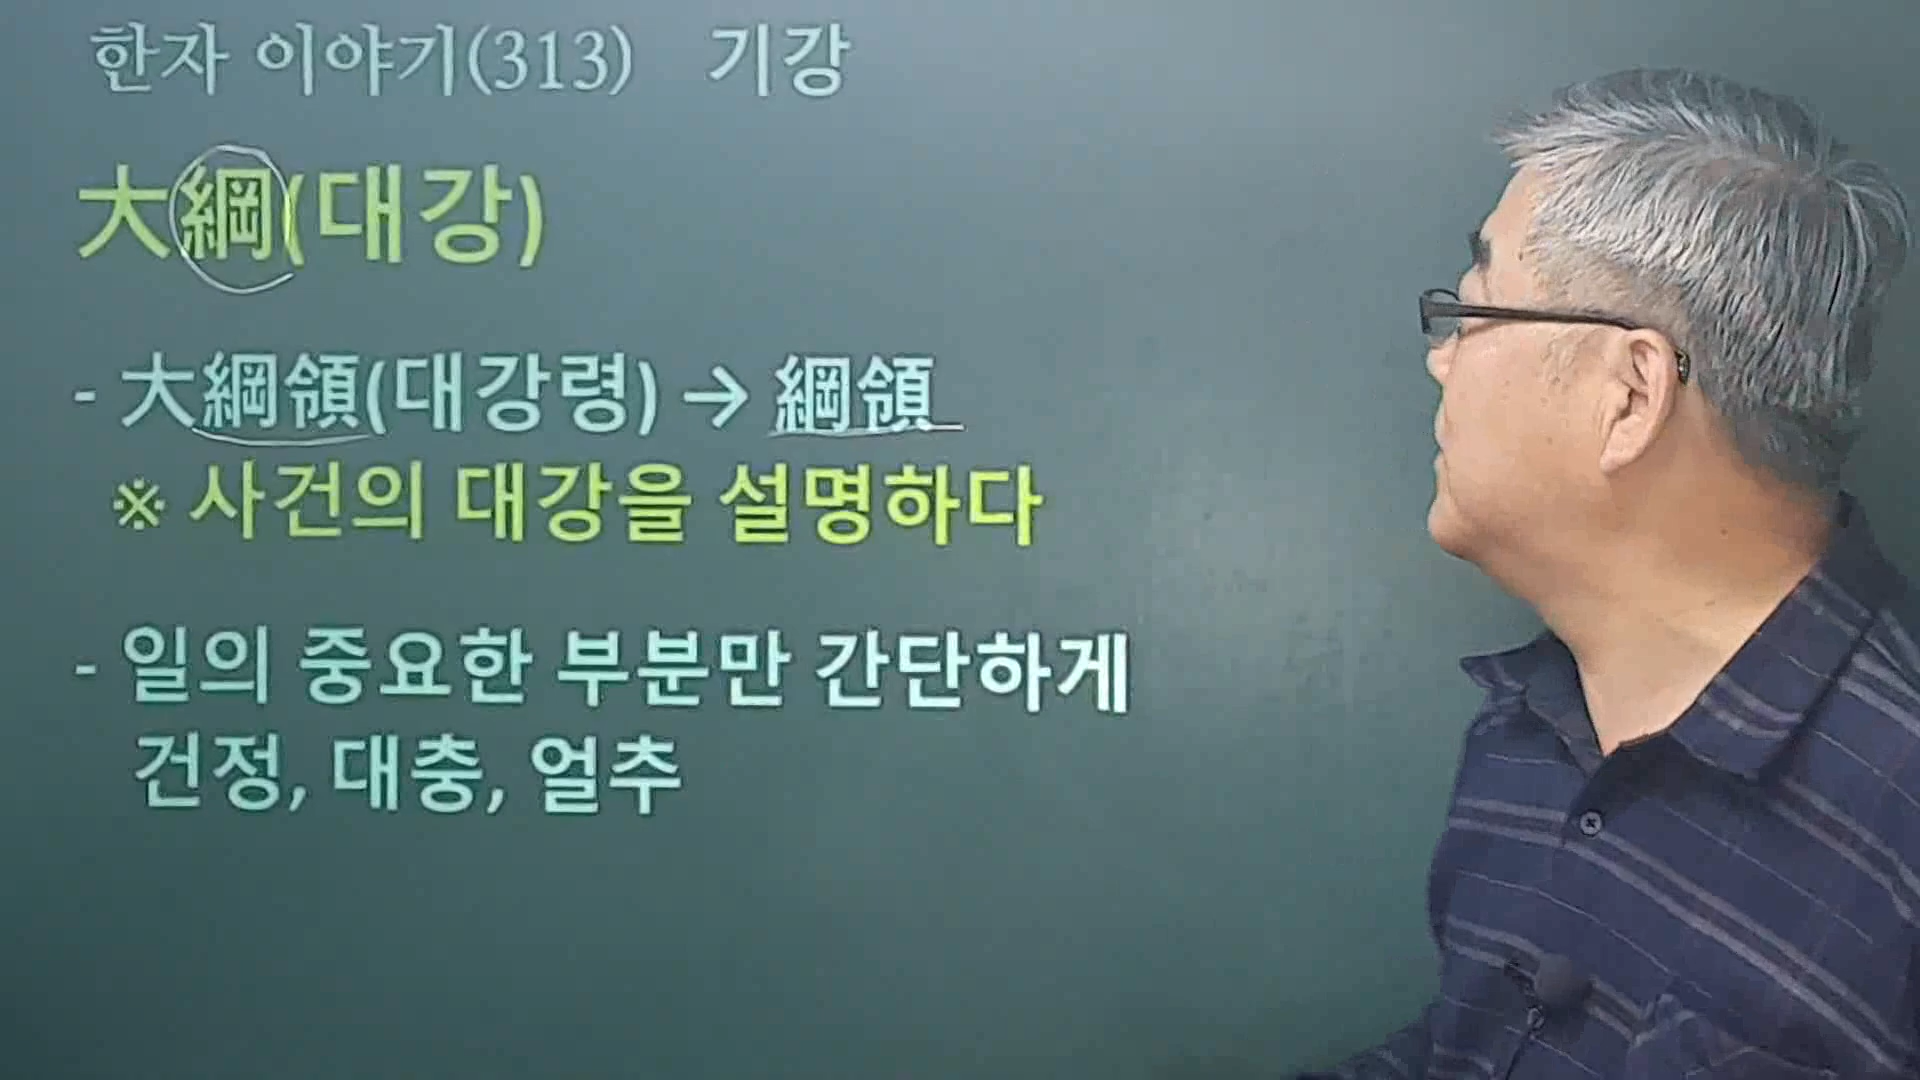 한자 이야기(313) 기강
大綱(대강)
- 大綱領(대강령) → 綱領
※ 사건의 대강을 설명하다
- 일의 중요한 부분만 간단하게
건정, 대충, 얼추